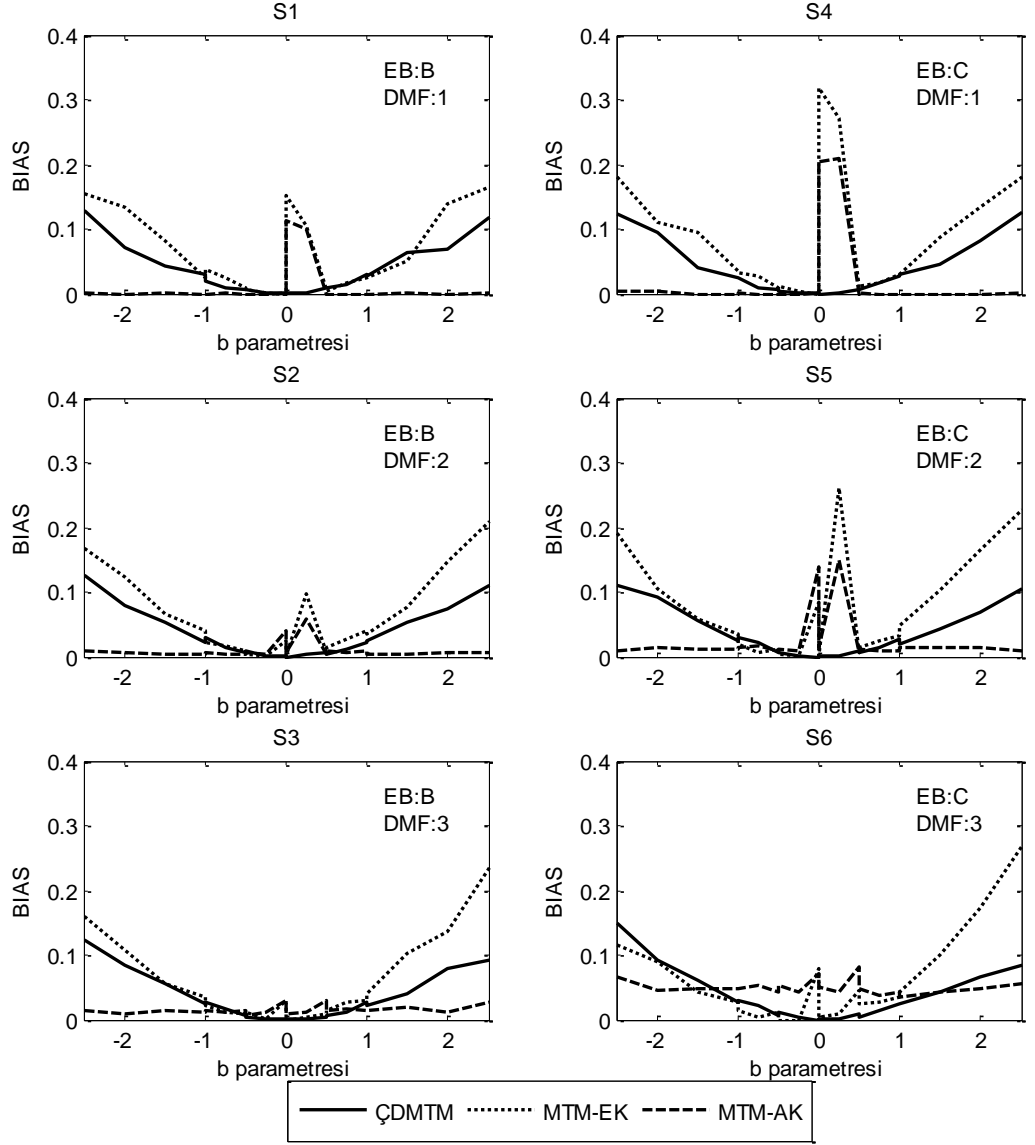 S1
0.4
0.3
0.2
0.1
0
BIAS
EB:B
DMF:1
-2 -1 0 1 2
b parametresi
S4
0.4
0.3
0.2
0.1
0
BIAS
EB:C
DMF:1
-2 -1 0 1 2
b parametresi
S2
0.4
0.3
0.2
0.1
0
BIAS
EB:B
DMF:2
-2 -1 0 1 2
b parametresi
S5
0.4
0.3
0.2
0.1
0
BIAS
EB:C
DMF:2
-2 -1 0 1 2
b parametresi
S3
0.4
0.3
0.2
0.1
0
BIAS
EB:B
DMF:3
-2 -1 0 1 2
b parametresi
S6
0.4
0.3
0.2
0.1
0
BIAS
EB:C
DMF:3
-2 -1 0 1 2
b parametresi
ÇDMTM MTM-EK MTM-AK